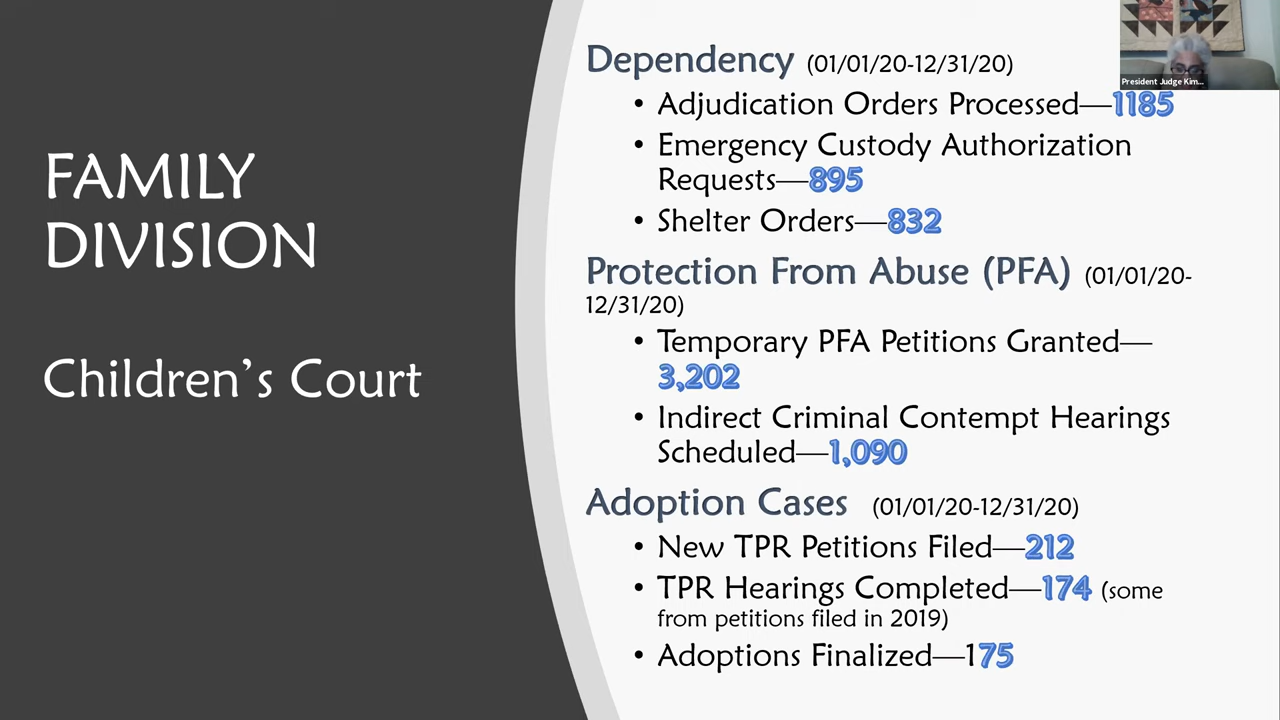 FAMILY
DIVISION
Children's Court
Dependency (01/01/20-12/31/20)
• Adjudication Orders Processed—1185
• Emergency Custody Authorization
Requests—895
• Shelter Orders—832
Protection From Abuse (PFA) (01/01/20-
12/31/20)
• Temporary PFA Petitions Granted—
3,202
• Indirect Criminal Contempt Hearings
Scheduled—1,090
Adoption Cases (01/01/20-12/31/20)
• New TPR Petitions Filed—212
• TPR Hearings Completed—174 (some
from petitions filed in 2019)
• Adoptions Finalized—175
President Judge Kim...